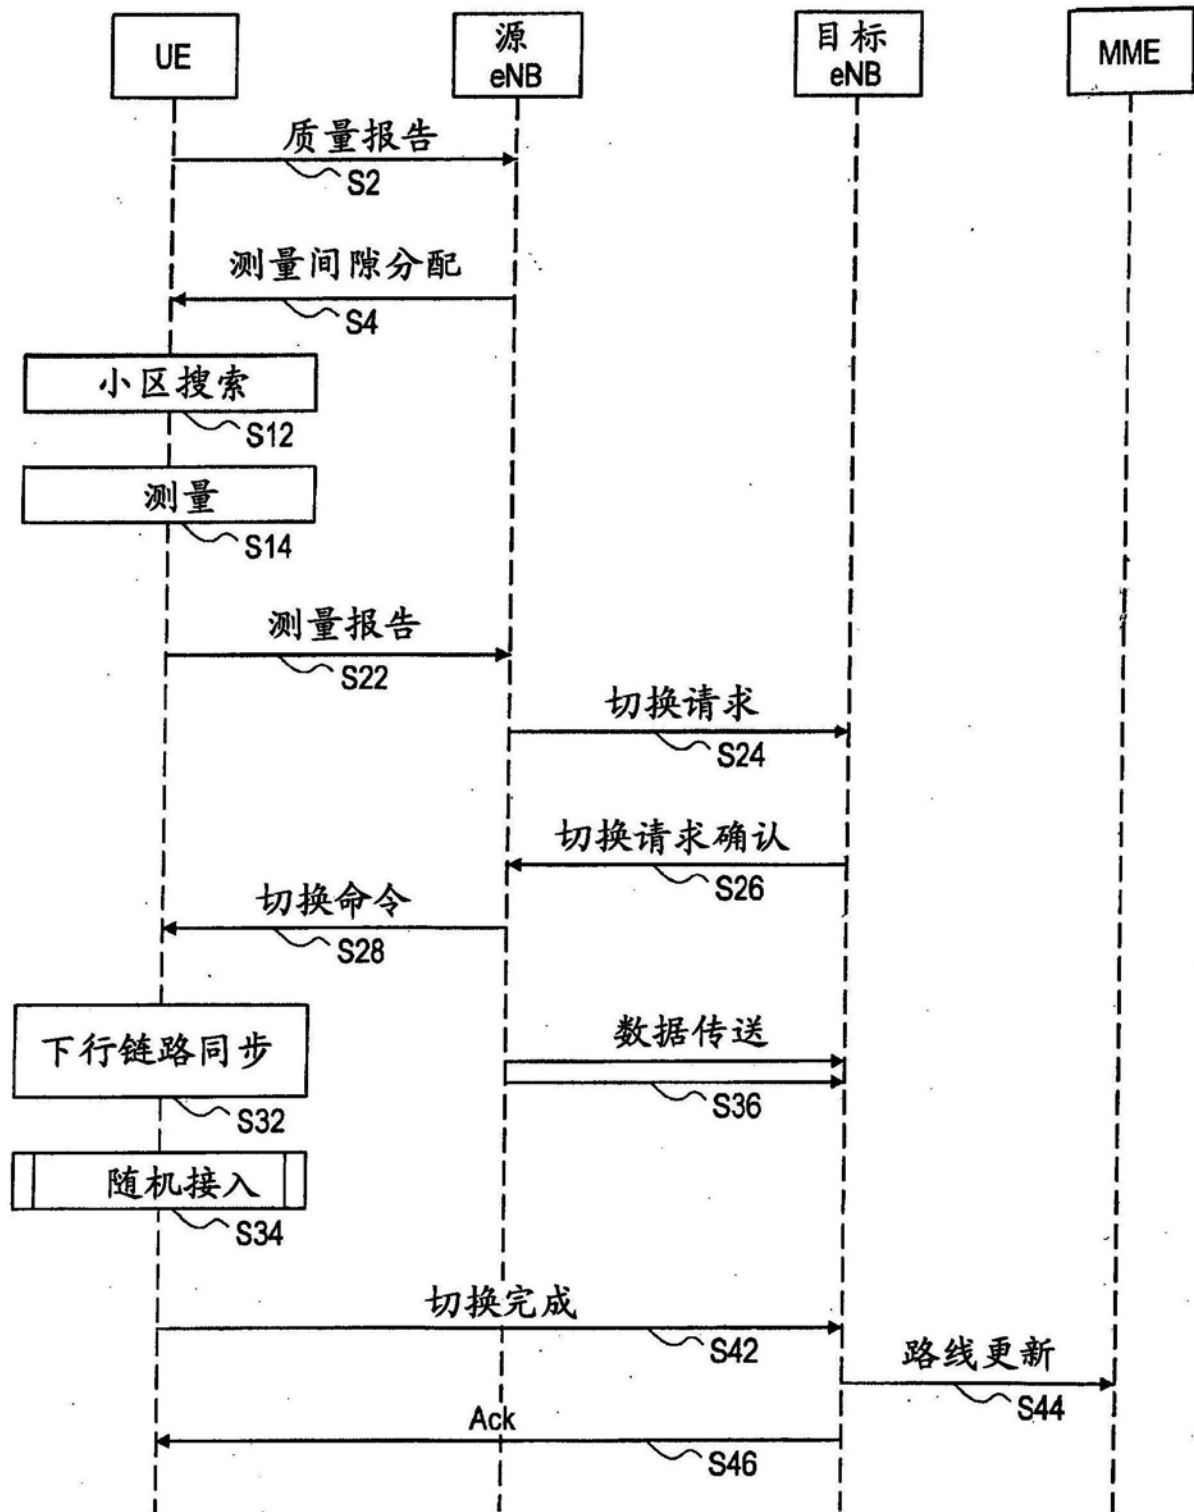 UE
源
eNB
目标
eNB
MME
质量报告
S2
测量间隙分配
S4
小区搜索
S12
测量
S14
测量报告
S22
切换请求
S24
切换请求确认
S26
切换命令
S28
下行链路同步
S32
数据传送
S36
随机接入
S34
切换完成
S42
路线更新
S44
Ack
S46